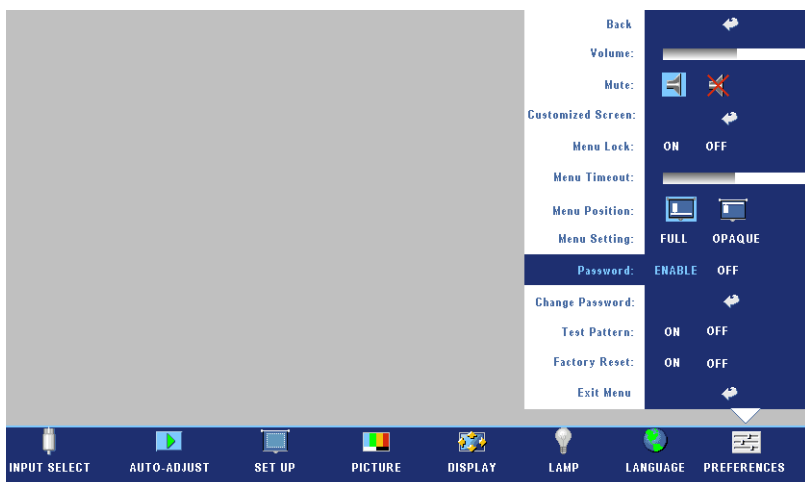 Back
Volume:
Mute:
Customized Screen:
Menu Lock: ON OFF
Menu Timeout:
Menu Position:
Menu Setting: FULL OPAQUE
Password: ENABLE OFF
Change Password:
Test Pattern: ON OFF
Factory Reset: ON OFF
Exit Menu
INPUT SELECT AUTO-ADJUST SET UP PICTURE DISPLAY LAMP LANGUAGE PREFERENCES